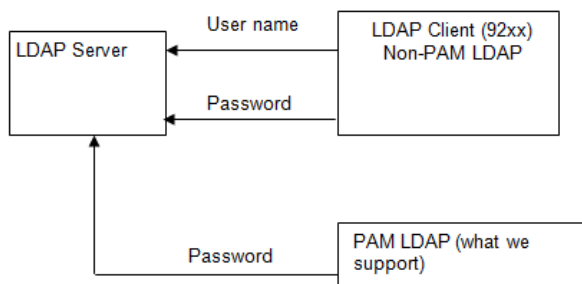 User name
LDAP Server
LDAP Client (92xx)
Non-PAM LDAP
Password
Password
PAM LDAP (what we
support)